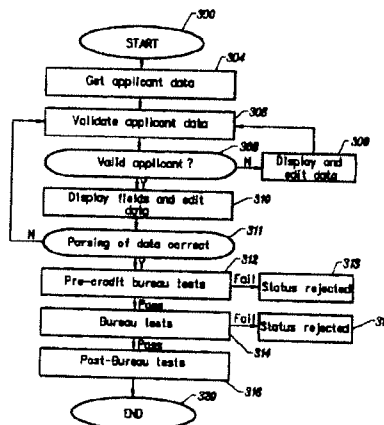 300
START
304
Get applicant data
306
Validate applicant data
308
309
Valid applicant?
N
Display and
edit data
Y
310
Display fields and edit
data
N
311
Parsing of data correct
Y
312
313
Pre-credit bureau tests
Fail
Status rejected
Pass
Bureau tests
Fail
Status rejected
314
Pass
Post-Bureau tests
316
END
320